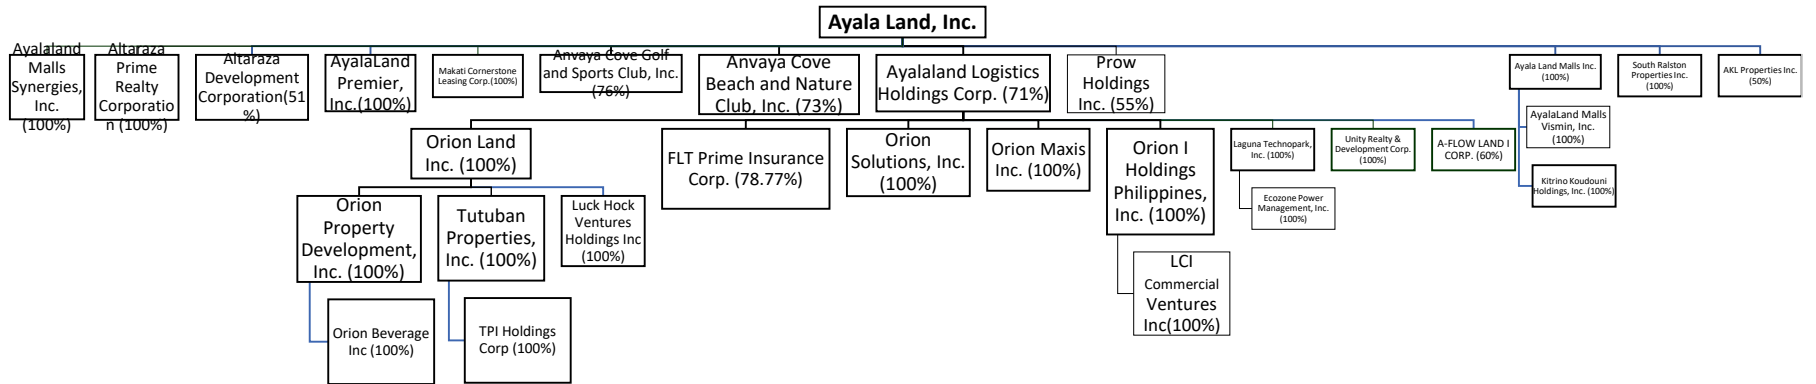 Ayala Land, Inc.
Ayalaland
Malls
Synergies,
Inc.
(100%)
Altaraza
Prime
Realty
Corporatio
n (100%)
Altaraza
Development
Corporation(51
%)
AyalaLand
Premier,
Inc.(100%)
Makati Cornerstone
Leasing Corp.(100%)
Anvaya Cove Golf
and Sports Club, Inc.
(76%)
Anvaya Cove
Beach and Nature
Club, Inc. (73%)
Ayalaland Logistics
Holdings Corp. (71%)
Prow
Holdings
Inc. (55%)
Ayala Land Malls Inc.
(100%)
South Ralston
Properties Inc.
(100%)
AKL Properties Inc.
(50%)
AyalaLand Malls
Vismin, Inc.
(100%)
Kitrino Koudouni
Holdings, Inc. (100%)
Orion Land
Inc. (100%)
FLT Prime Insurance
Corp. (78.77%)
Orion
Solutions, Inc.
(100%)
Orion Maxis
Inc. (100%)
Orion I
Holdings
Philippines,
Inc. (100%)
Laguna Technopark,
Inc. (100%)
Unity Realty &
Development Corp.
(100%)
A-FLOW LAND I
CORP. (60%)
Ecozone Power
Management, Inc.
(100%)
Orion
Property
Development,
Inc. (100%)
Tutuban
Properties,
Inc. (100%)
Luck Hock
Ventures
Holdings Inc
(100%)
LCI
Commercial
Ventures
Inc(100%)
Orion Beverage
Inc (100%)
TPI Holdings
Corp (100%)